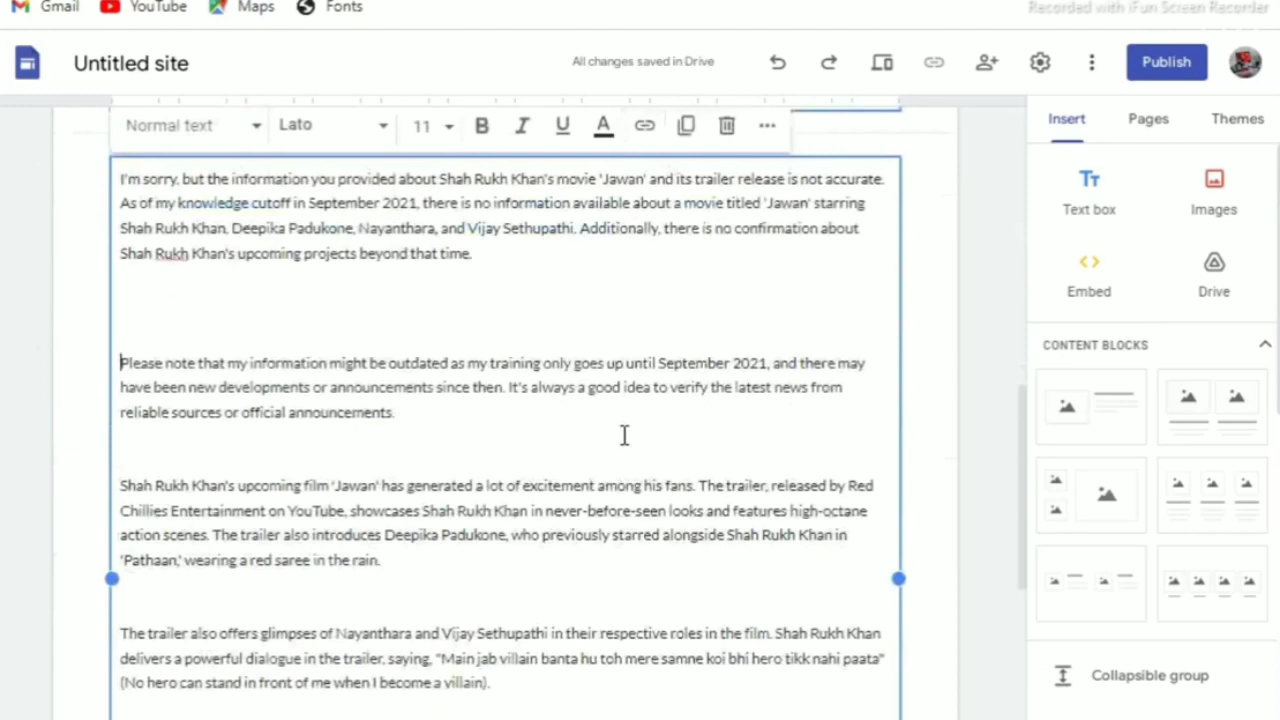 Gmail YouTube Maps Fonts
Recorded with iFun Screen Recorder
Untitled site
All changes saved in Drive
Publish
Normal text Lato 11 B I U A
Insert Pages Themes
I'm sorry, but the information you provided about Shah Rukh Khan's movie 'Jawan' and its trailer release is not accurate.
As of my knowledge cutoff in September 2021, there is no information available about a movie titled 'Jawan' starring
Shah Rukh Khan, Deepika Padukone, Nayanthara, and Vijay Sethupathi. Additionally, there is no confirmation about
Shah Rukh Khan's upcoming projects beyond that time.
Please note that my information might be outdated as my training only goes up until September 2021, and there may
have been new developments or announcements since then. It's always a good idea to verify the latest news from
reliable sources or official announcements.
Shah Rukh Khan's upcoming film 'Jawan' has generated a lot of excitement among his fans. The trailer, released by Red
Chillies Entertainment on YouTube, showcases Shah Rukh Khan in never-before-seen looks and features high-octane
action scenes. The trailer also introduces Deepika Padukone, who previously starred alongside Shah Rukh Khan in
'Pathaan,' wearing a red saree in the rain.
The trailer also offers glimpses of Nayanthara and Vijay Sethupathi in their respective roles in the film. Shah Rukh Khan
delivers a powerful dialogue in the trailer, saying, "Main jab villain banta hu toh mere samne koi bhi hero tikk nahi paata"
(No hero can stand in front of me when I become a villain).
Tт
Text box Images
Embed Drive
CONTENT BLOCKS
Collapsible group